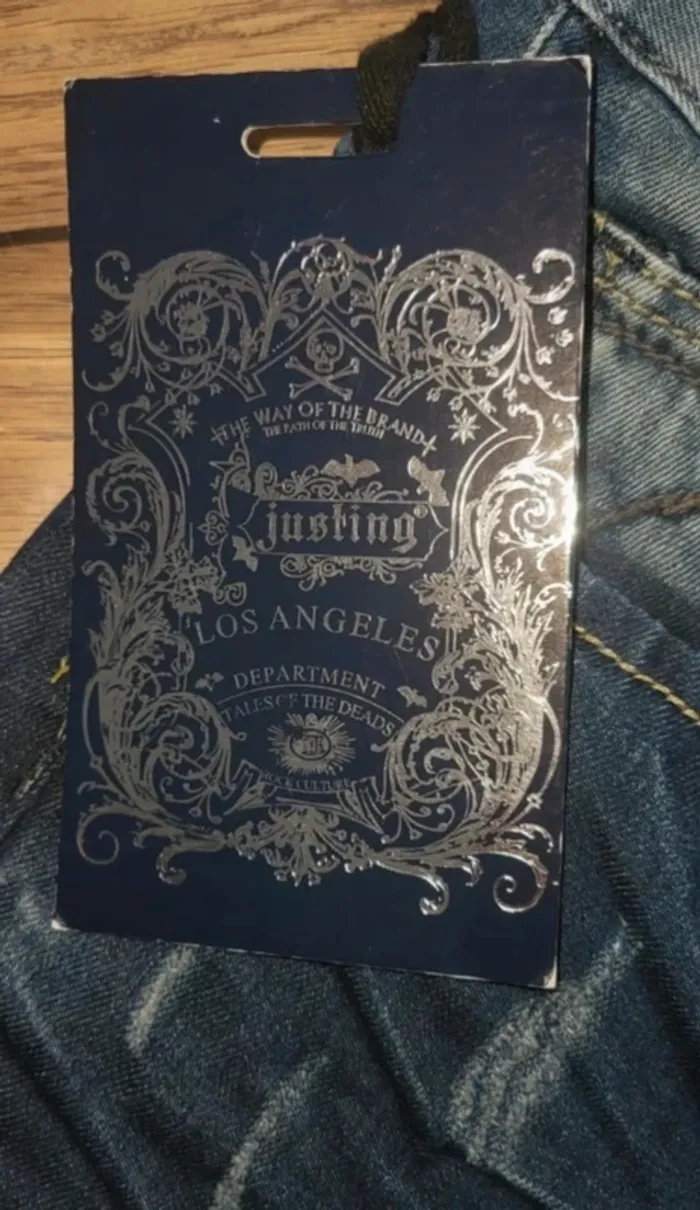 THE WAY OF THE BRAND
THE PATH OF THE TRUTH
justing®
LOS ANGELES
DEPARTMENT
TALES OF THE DEADS
ROCK CULTURE